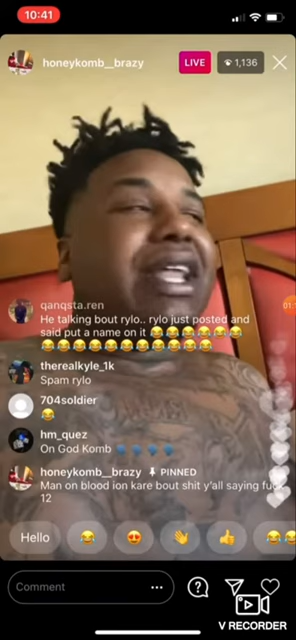 10:41
honeykomb__brazy
LIVE
1,136
qanqsta.ren
He talking bout rylo.. rylo just posted and
said put a name on it 😂😂😂😂😂😂😂
😂😂😂😂😂😂😂😂😂😂😂
therealkyle_1k
Spam rylo
704soldier
😂
hm_quez
On God Komb 🗣🗣🗣🗣
honeykomb__brazy PINNED
Man on blood ion kare bout shit y'all saying fuck
12
Hello 😂 😍 👋 👍 😂
Comment
V RECORDER